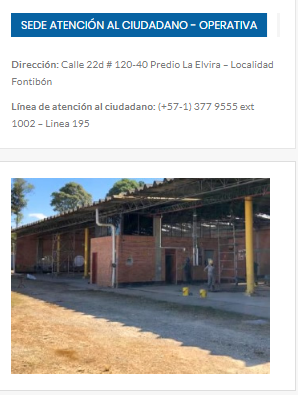 SEDE ATENCIÓN AL CIUDADANO - OPERATIVA
Dirección: Calle 22d # 120-40 Predio La Elvira – Localidad
Fontibón
Línea de atención al ciudadano: (+57-1) 377 9555 ext
1002 – Linea 195